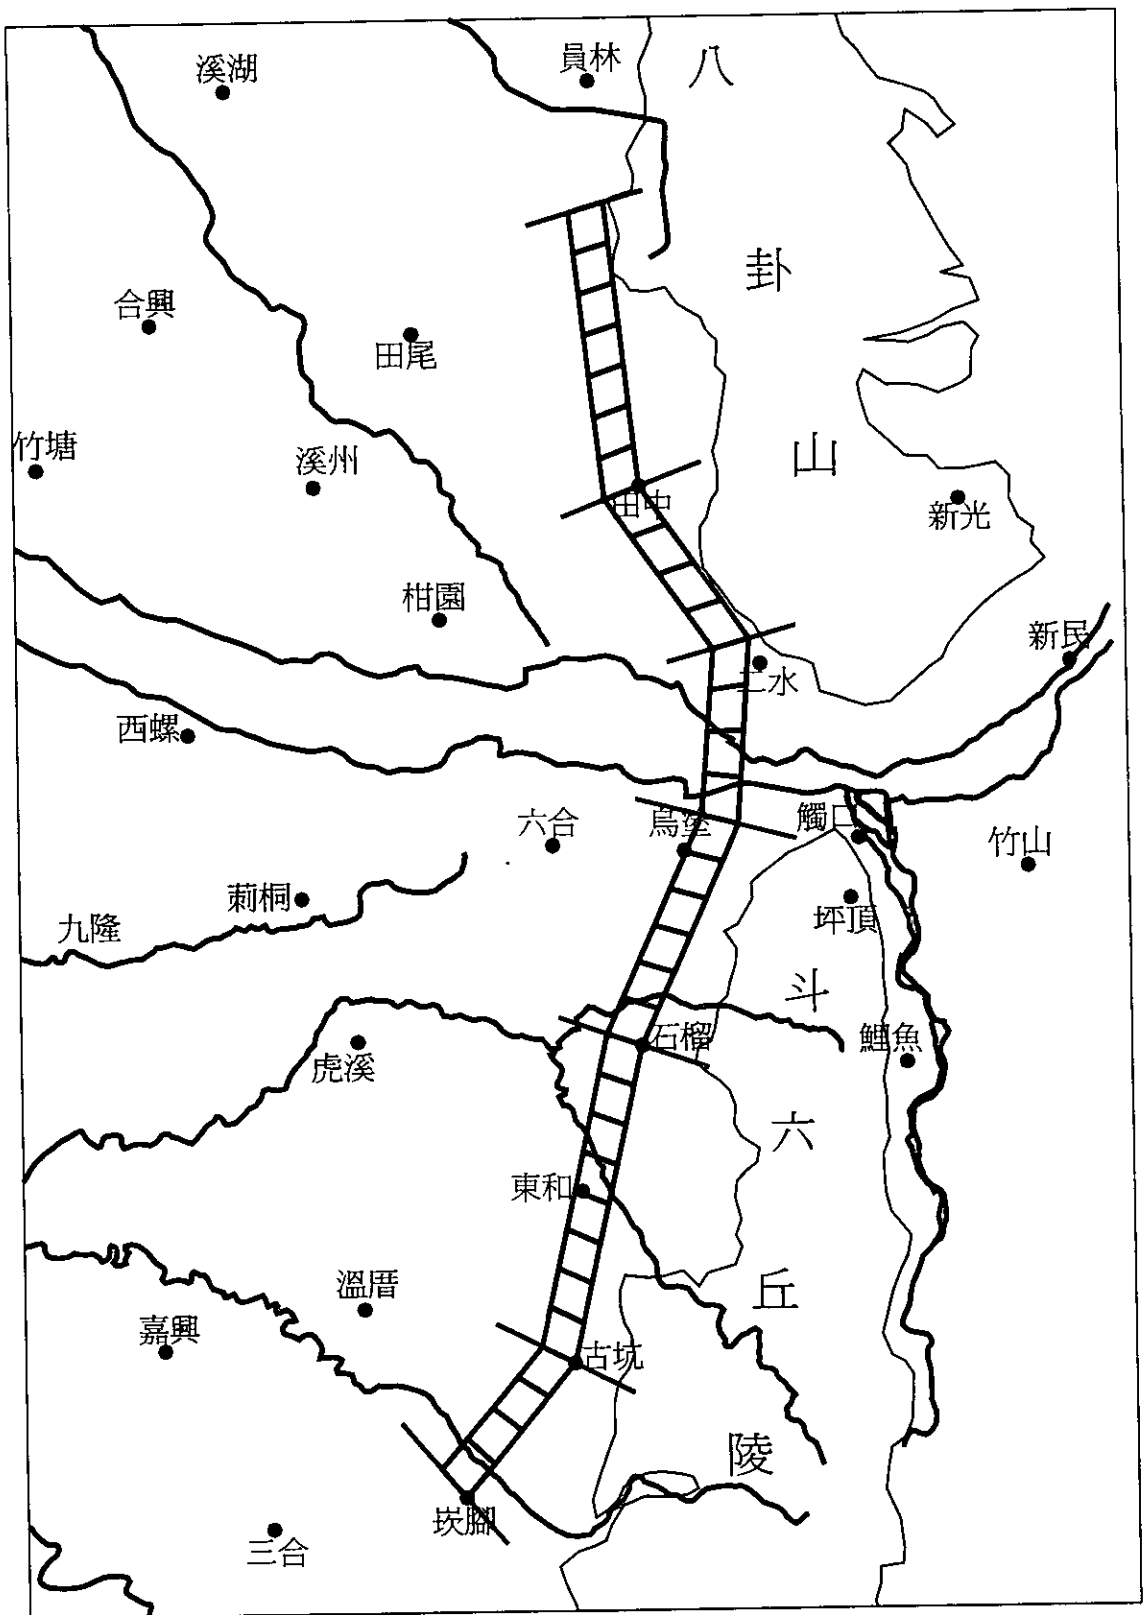 溪湖
員林
八
卦
山
合興
田尾
竹塘
溪州
田中
新光
柑園
新民
二水
西螺
六合
烏塗
觸口
竹山
莿桐
坪頂
九隆
斗
石榴
鯉魚
虎溪
六
東和
丘
溫厝
嘉興
古坑
陵
崁腳
三合